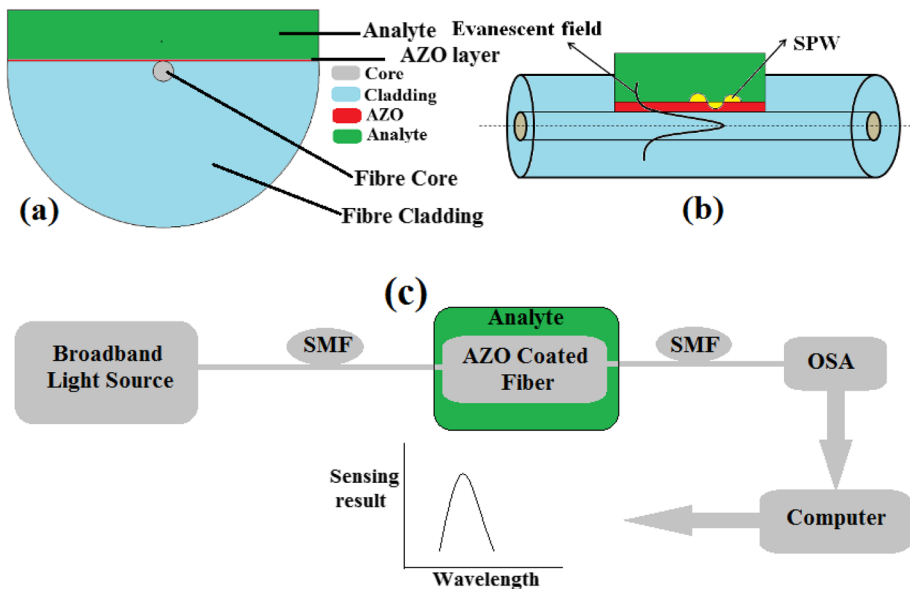 Analyte
AZO layer
Core
Cladding
AZO
Analyte
Fibre Core
Fibre Cladding
(a)
Evanescent field
SPW
(b)
(c)
Broadband
Light Source
SMF
Analyte
AZO Coated
Fiber
SMF
OSA
Computer
Sensing
result
Wavelength